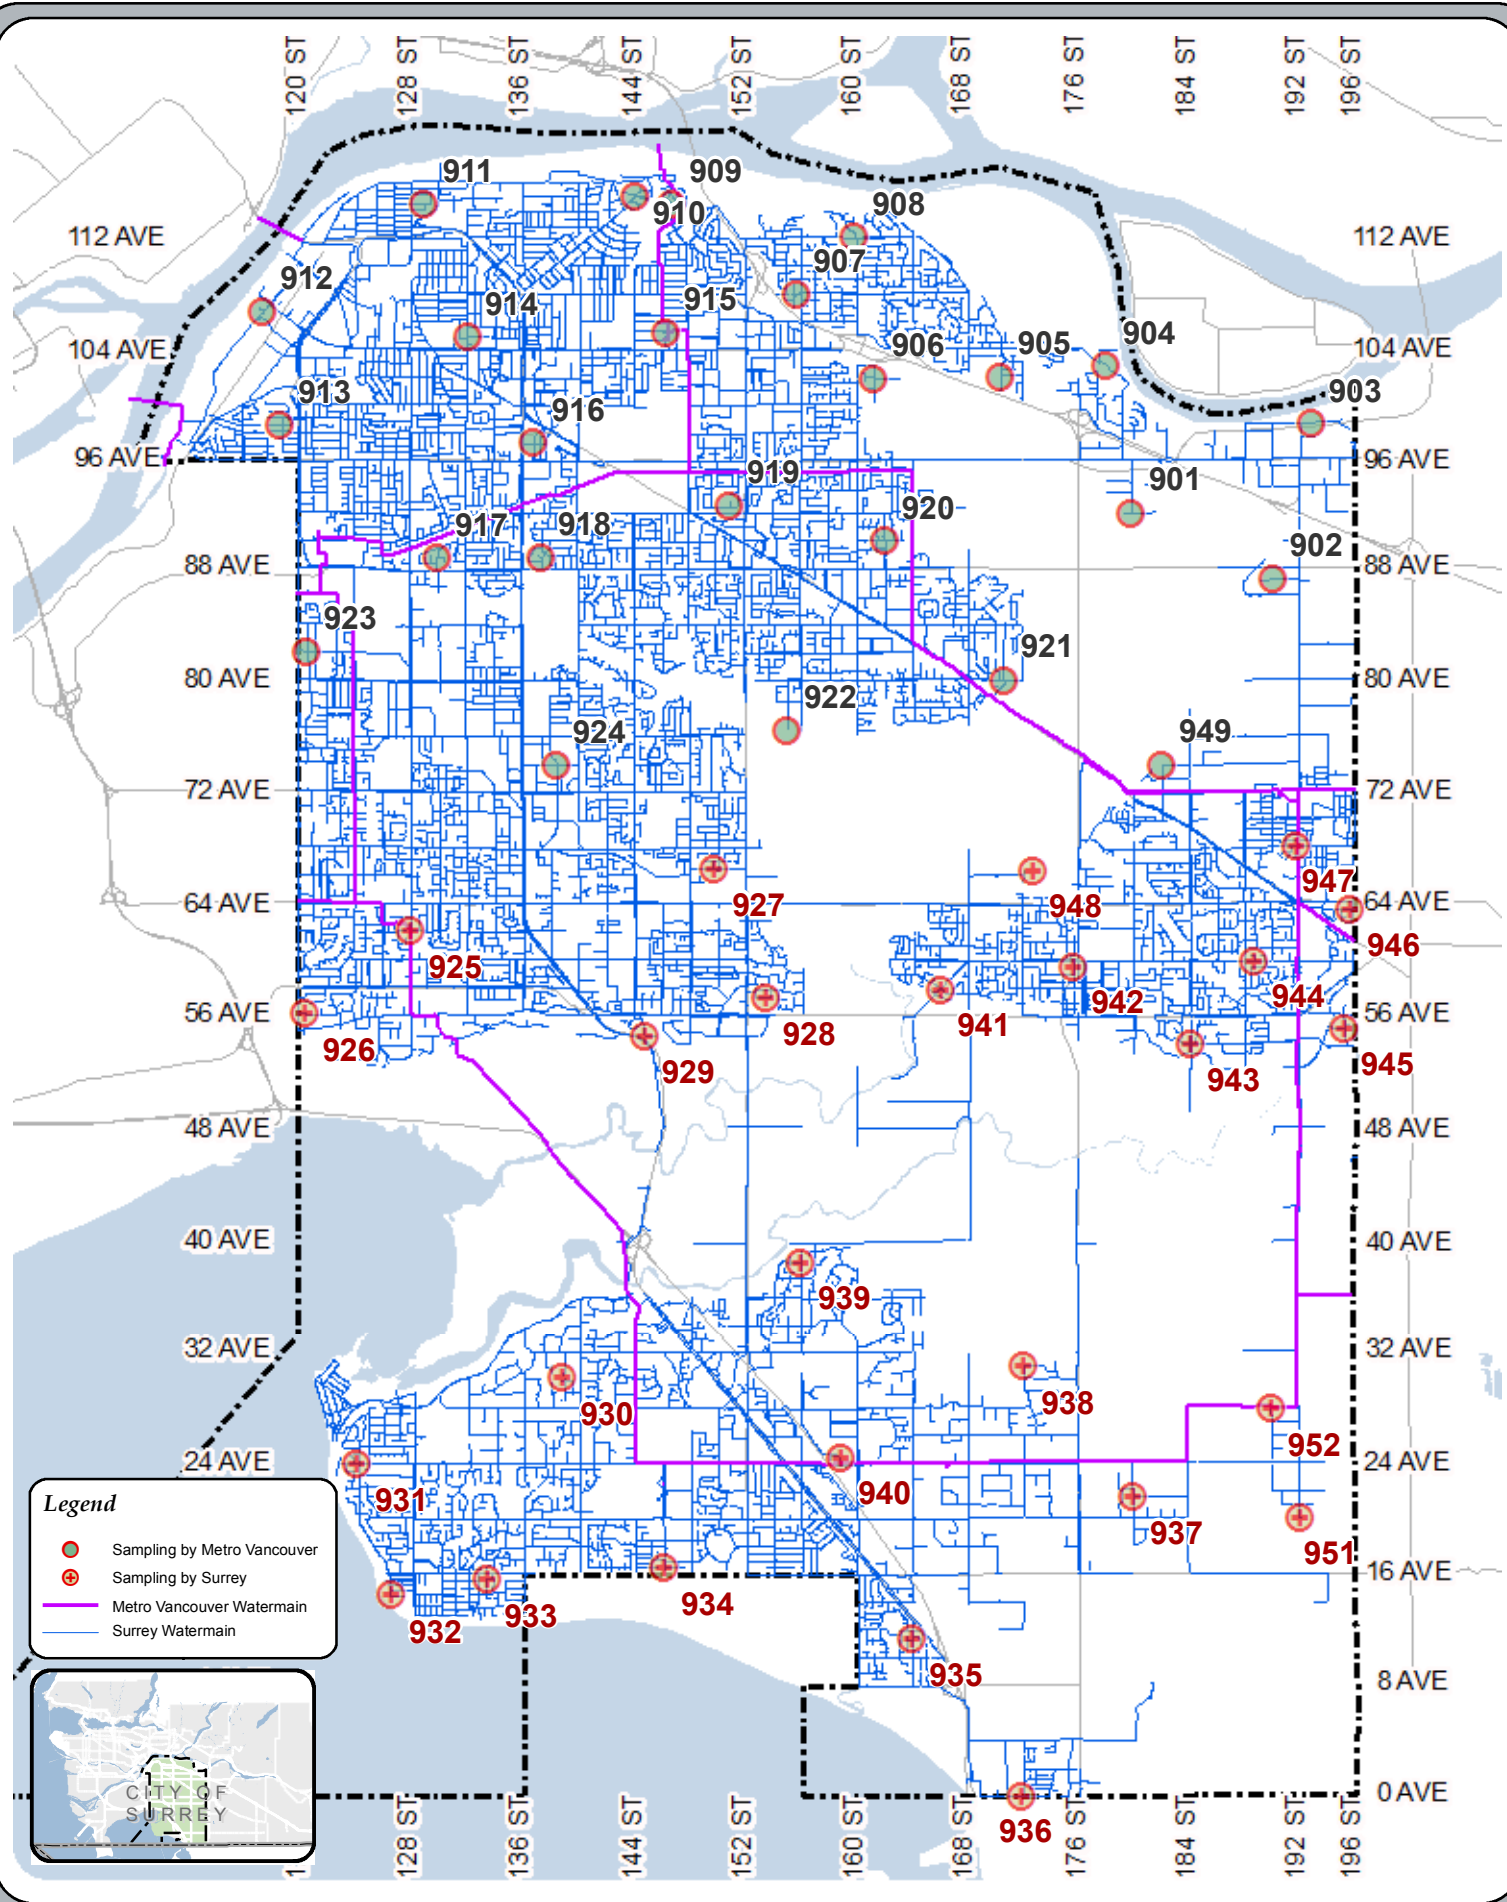 120 ST
128 ST
136 ST
144 ST
152 ST
160 ST
168 ST
176 ST
184 ST
192 ST
196 ST
911
909
910
908
112 AVE
112 AVE
907
912
914
915
904
906
905
104 AVE
104 AVE
913
903
916
96 AVE
96 AVE
919
901
920
917
918
902
88 AVE
88 AVE
923
921
80 AVE
80 AVE
922
924
949
72 AVE
72 AVE
947
64 AVE
64 AVE
927
948
946
925
944
942
56 AVE
56 AVE
941
928
926
929
943
945
48 AVE
48 AVE
40 AVE
40 AVE
939
32 AVE
32 AVE
938
930
952
24 AVE
24 AVE
931
940
937
951
16 AVE
934
933
932
935
8 AVE
0 AVE
936
Legend
Sampling by Metro Vancouver
Sampling by Surrey
Metro Vancouver Watermain
Surrey Watermain
CITY OF
SURREY
128 ST
136 ST
144 ST
152 ST
160 ST
168 ST
176 ST
184 ST
192 ST
196 ST